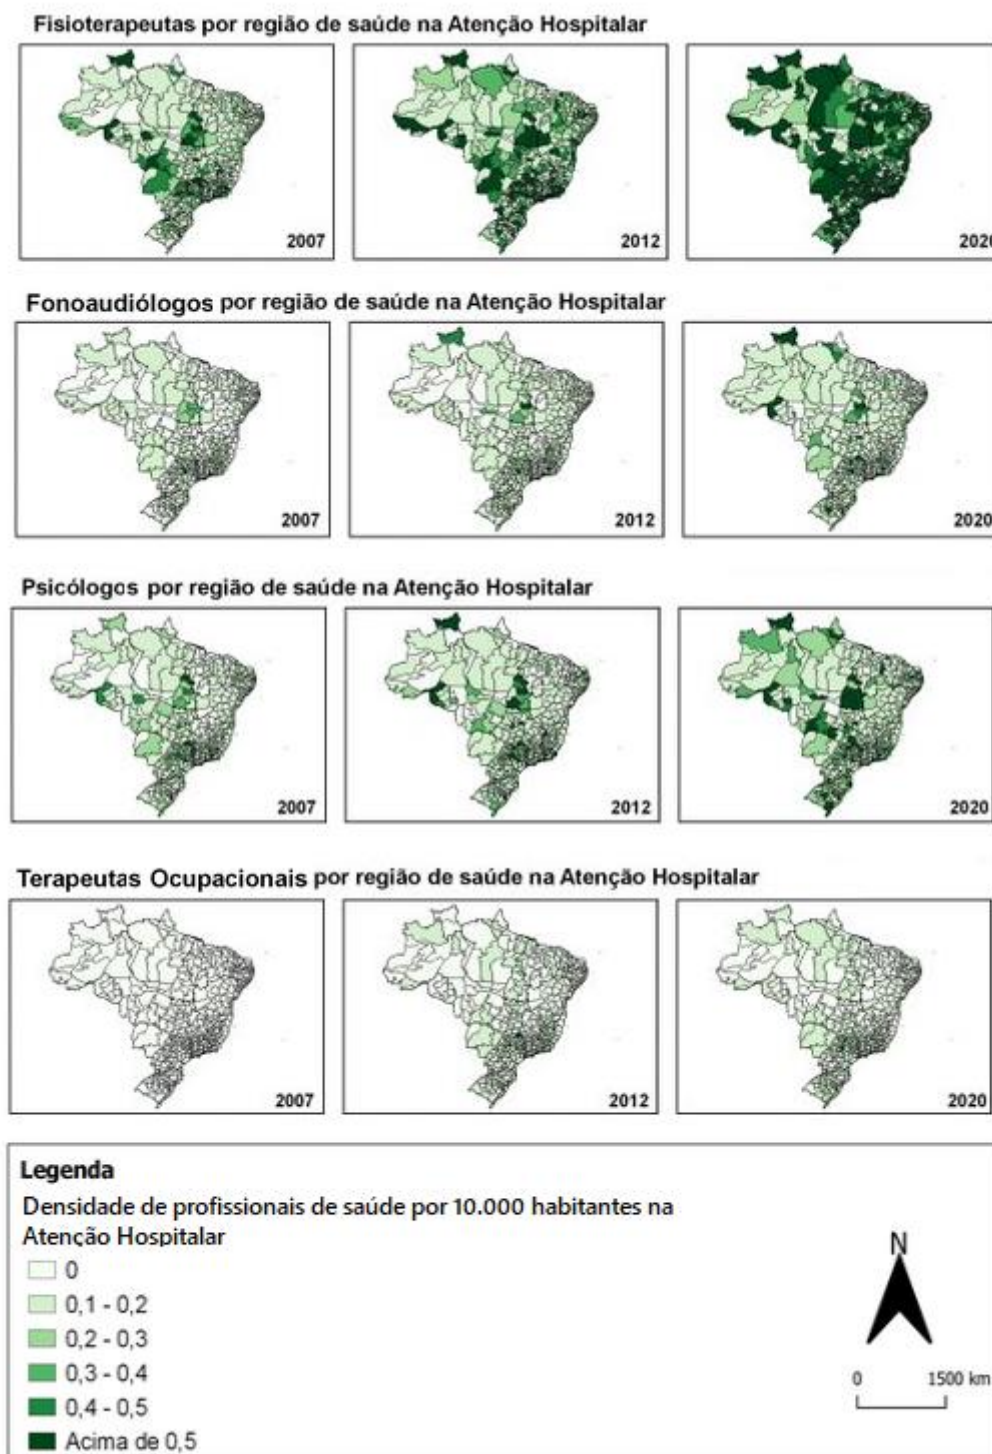 Fisioterapeutas por região de saúde na Atenção Hospitalar
2007
2012
2020
Fonoaudiólogos por região de saúde na Atenção Hospitalar
2007
2012
2020
Psicólogos por região de saúde na Atenção Hospitalar
2007
2012
2020
Terapeutas Ocupacionais por região de saúde na Atenção Hospitalar
2007
2012
2020
Legenda
Densidade de profissionais de saúde por 10.000 habitantes na
Atenção Hospitalar
0
0,1 - 0,2
0,2 - 0,3
0,3 - 0,4
0,4 - 0,5
Acima de 0,5
N
0 1500 km